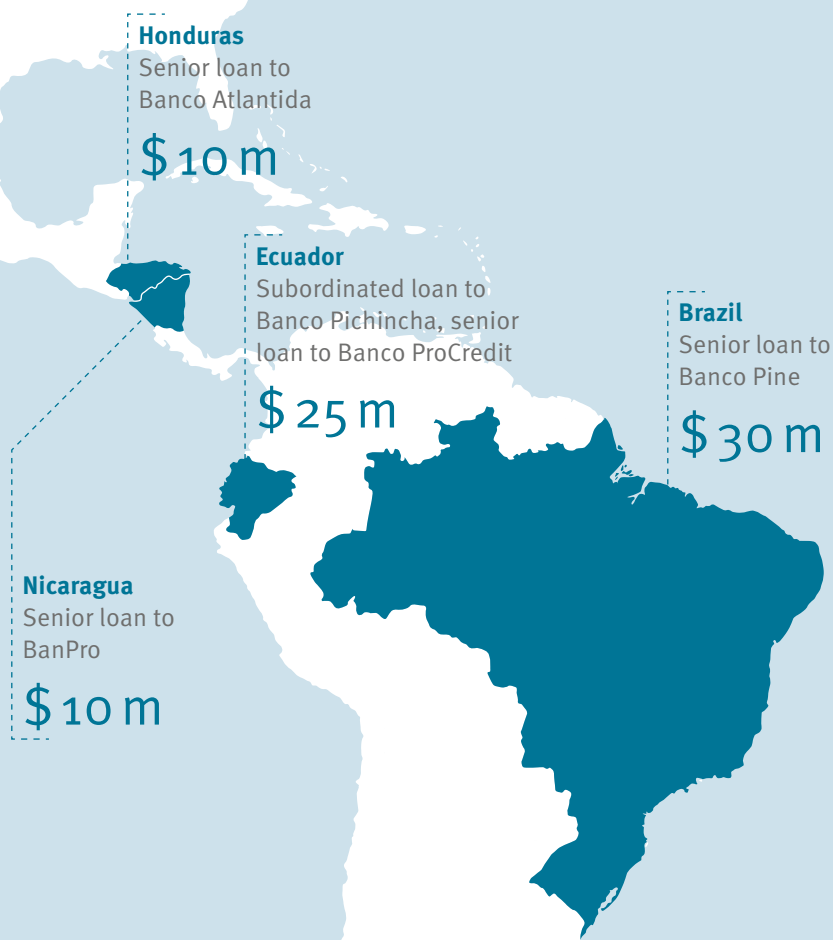 Honduras
Senior loan to
Banco Atlantida
$ 10 m
Ecuador
Subordinated loan to
Banco Pichincha, senior
loan to Banco ProCredit
$ 25 m
Brazil
Senior loan to
Banco Pine
$ 30 m
Nicaragua
Senior loan to
BanPro
$ 10 m